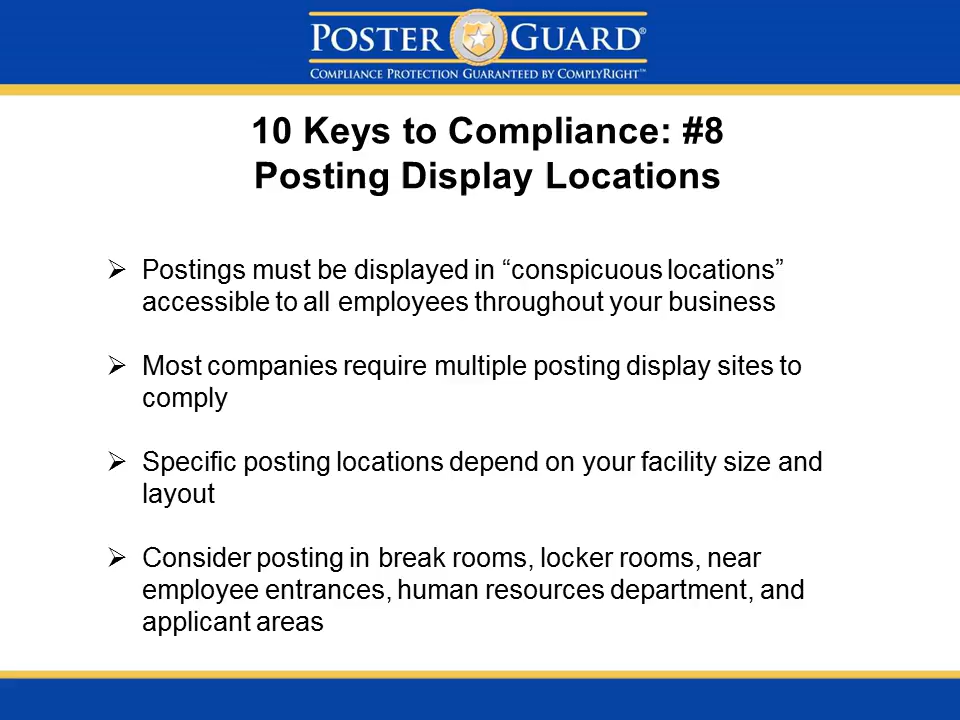 POSTER GUARD®
COMPLIANCE PROTECTION GUARANTEED BY COMPLYRIGHT™
10 Keys to Compliance: #8
Posting Display Locations
➢ Postings must be displayed in “conspicuous locations”
accessible to all employees throughout your business
➢ Most companies require multiple posting display sites to
comply
➢ Specific posting locations depend on your facility size and
layout
➢ Consider posting in break rooms, locker rooms, near
employee entrances, human resources department, and
applicant areas